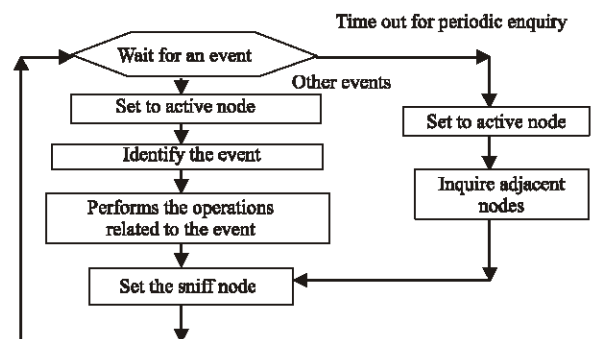 Time out for periodic enquiry
Wait for an event
Other events
Set to active node
Identify the event
Performs the operations
related to the event
Set the sniff node
Set to active node
Inquire adjacent
nodes